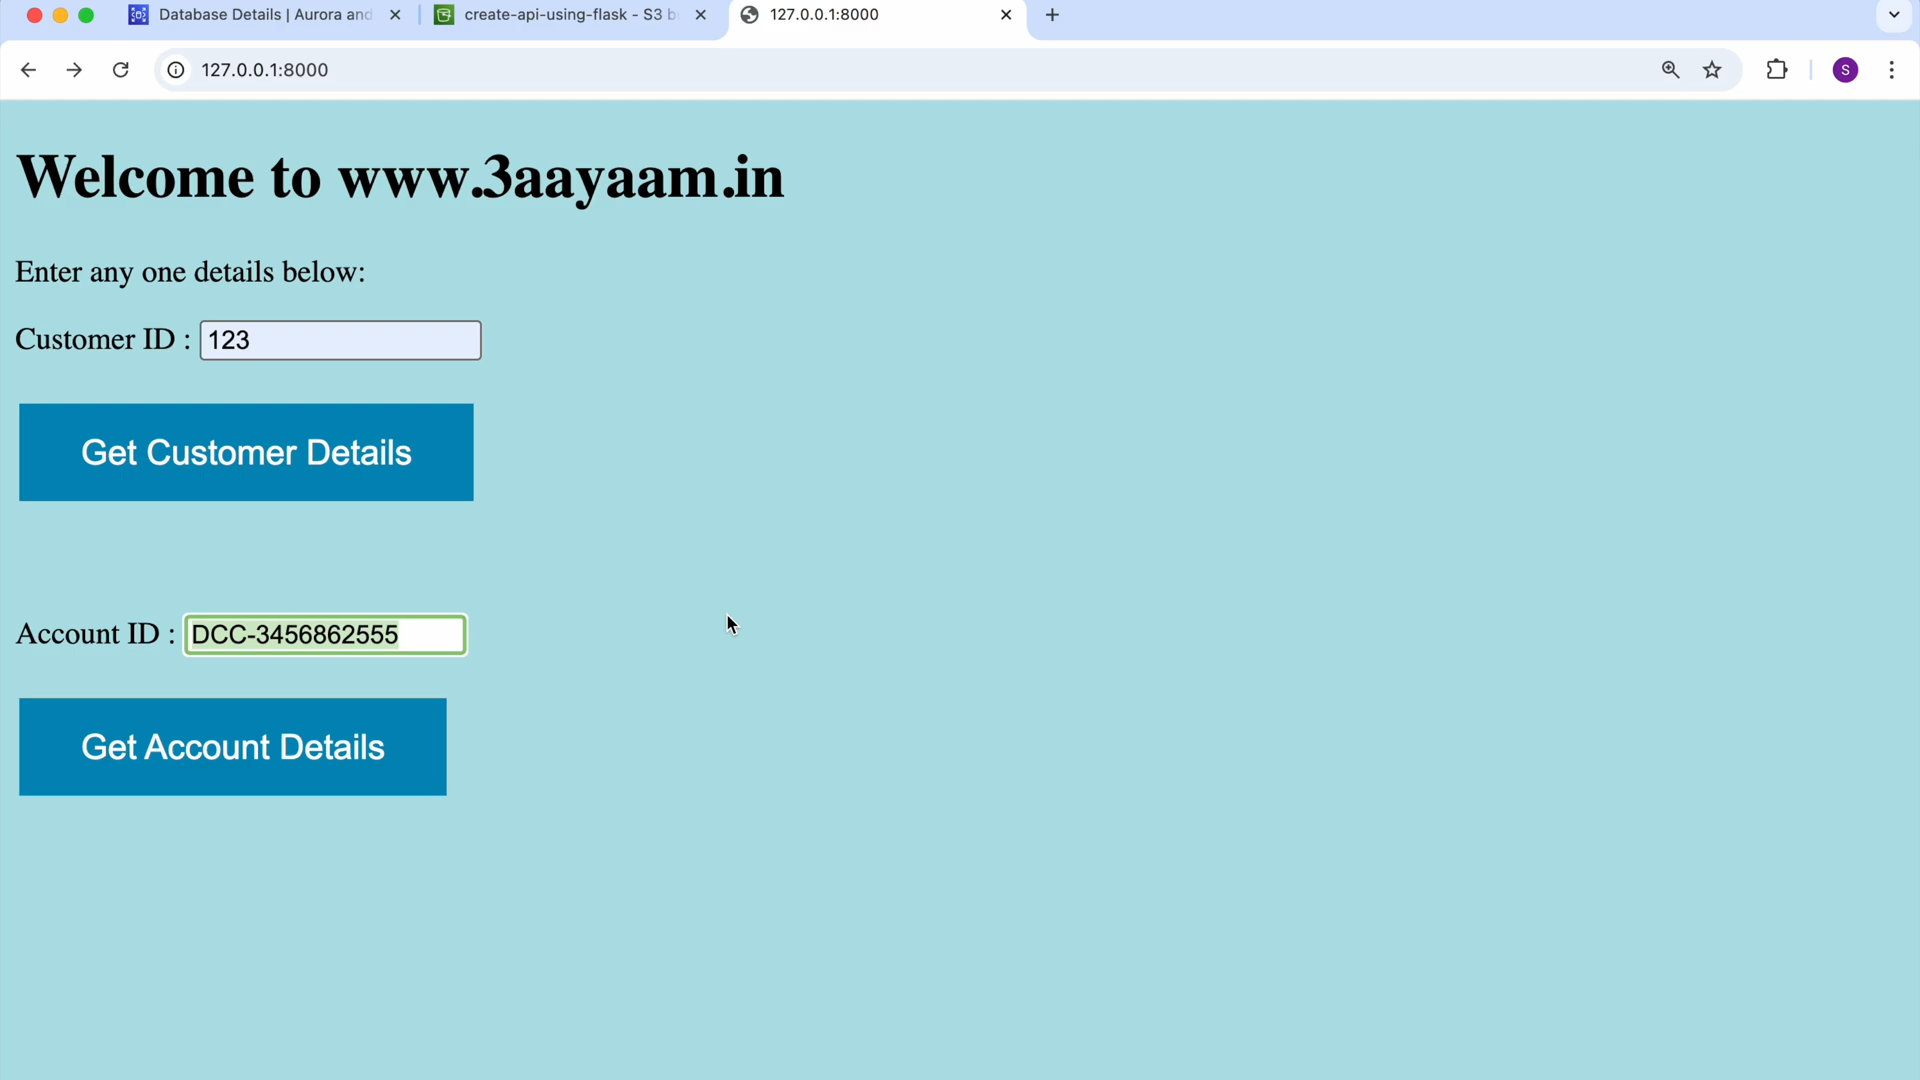 Database Details | Aurora and
create-api-using-flask - S3 b
127.0.0.1:8000
127.0.0.1:8000
S
Welcome to www.3aayaam.in
Enter any one details below:
Customer ID : 123
Get Customer Details
Account ID : DCC-3456862555
Get Account Details